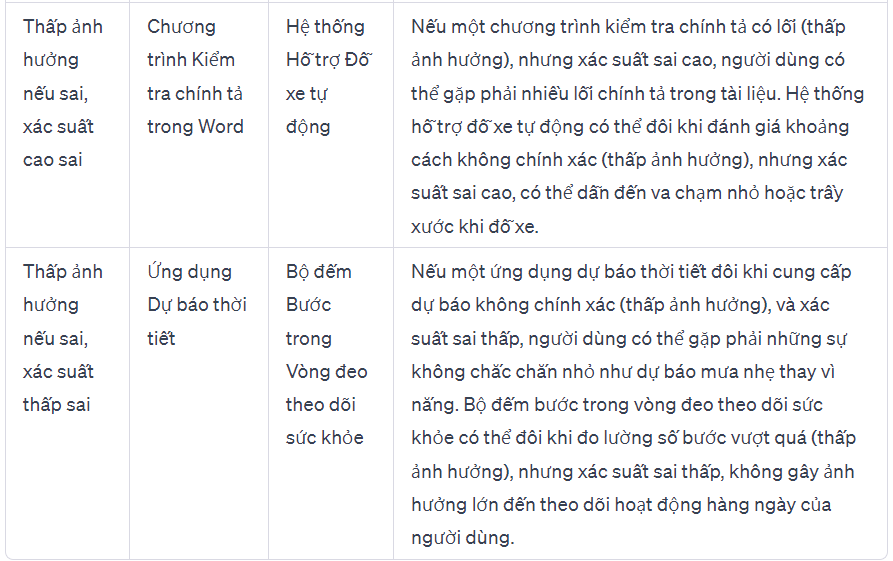 Thấp ảnh
hưởng
nếu sai,
xác suất
cao sai
Chương
trình Kiểm
tra chính tả
trong Word
Hệ thống
Hỗ trợ Đỗ
xe tự
động
Nếu một chương trình kiểm tra chính tả có lỗi (thấp
ảnh hưởng), nhưng xác suất sai cao, người dùng có
thể gặp phải nhiều lỗi chính tả trong tài liệu. Hệ thống
hỗ trợ đỗ xe tự động có thể đôi khi đánh giá khoảng
cách không chính xác (thấp ảnh hưởng), nhưng xác
suất sai cao, có thể dẫn đến va chạm nhỏ hoặc trầy
xước khi đỗ xe.
Thấp ảnh
hưởng
nếu sai,
xác suất
thấp sai
Ứng dụng
Dự báo thời
tiết
Bộ đếm
Bước
trong
Vòng đeo
theo dõi
sức khỏe
Nếu một ứng dụng dự báo thời tiết đôi khi cung cấp
dự báo không chính xác (thấp ảnh hưởng), và xác
suất sai thấp, người dùng có thể gặp phải những sự
không chắc chắn nhỏ như dự báo mưa nhẹ thay vì
nắng. Bộ đếm bước trong vòng đeo theo dõi sức
khỏe có thể đôi khi đo lường số bước vượt quá (thấp
ảnh hưởng), nhưng xác suất sai thấp, không gây ảnh
hưởng lớn đến theo dõi hoạt động hàng ngày của
người dùng.